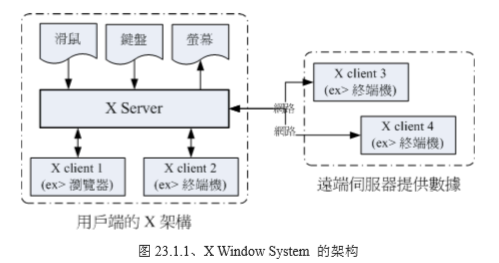 滑鼠
鍵盤
螢幕
X Server
X client 1
(ex> 瀏覽器)
X client 2
(ex> 終端機)
用戶端的 X 架構
網路
網路
X client 3
(ex> 終端機)
X client 4
(ex> 終端機)
遠端伺服器提供數據
图 23.1.1、X Window System 的架构